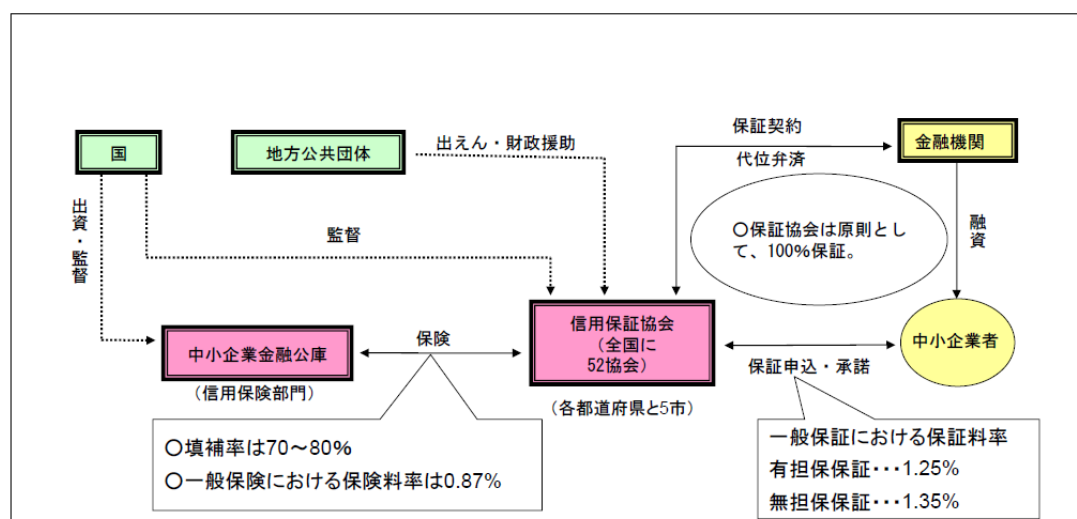 国
地方公共団体
出えん・財政援助
保証契約
代位弁済
金融機関
出資・監督
監督
○保証協会は原則とし
て、100%保証。
融資
中小企業金融公庫
(信用保険部門)
保険
信用保証協会
(全国に
52協会)
(各都道府県と5市)
中小企業者
保証申込・承諾
○填補率は70~80%
○一般保険における保険料率は0.87%
一般保証における保証料率
有担保保証・・・1.25%
無担保保証・・・1.35%